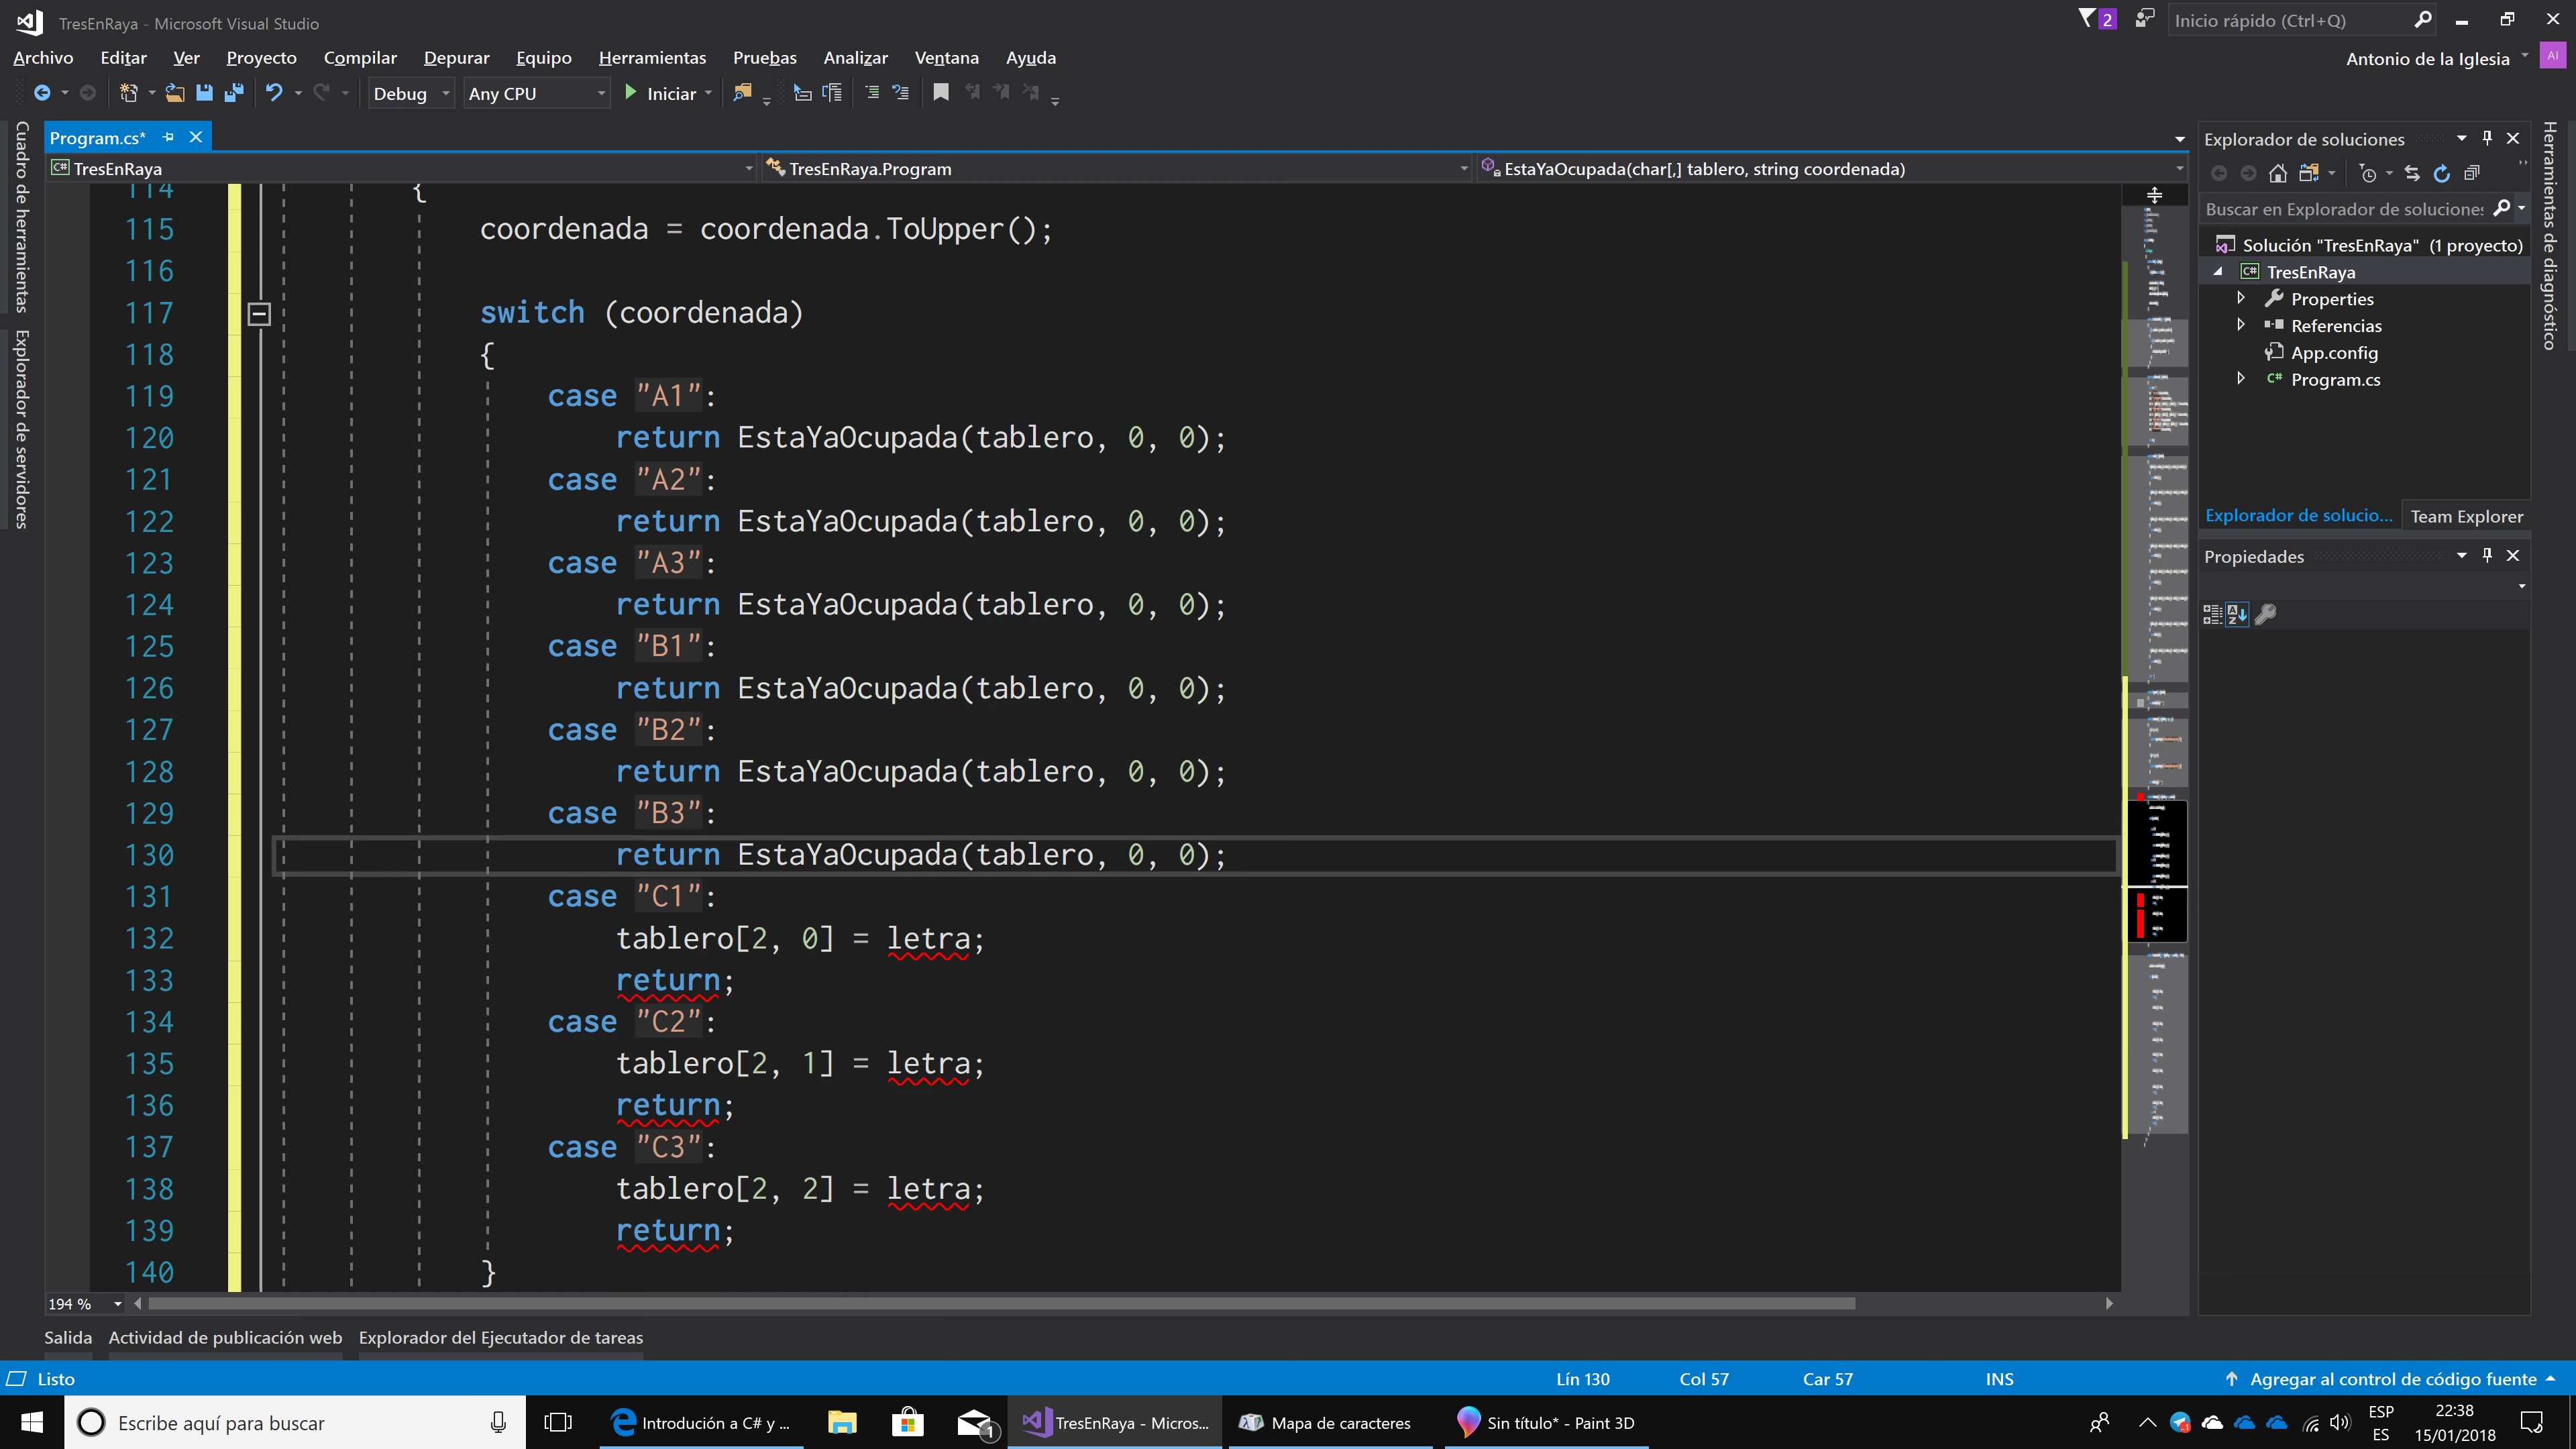 TresEnRaya - Microsoft Visual Studio
2
Inicio rápido (Ctrl+Q)
Archivo Editar Ver Proyecto Compilar Depurar Equipo Herramientas Pruebas Analizar Ventana Ayuda
Antonio de la Iglesia AI
Debug Any CPU Iniciar
Cuadro de herramientas
Explorador de servidores
Program.cs*
C# TresEnRaya
TresEnRaya.Program
EstaYaOcupada(char[,] tablero, string coordenada)
114 {
115 coordenada = coordenada.ToUpper();
116
117 switch (coordenada)
118 {
119 case "A1":
120 return EstaYaOcupada(tablero, 0, 0);
121 case "A2":
122 return EstaYaOcupada(tablero, 0, 0);
123 case "A3":
124 return EstaYaOcupada(tablero, 0, 0);
125 case "B1":
126 return EstaYaOcupada(tablero, 0, 0);
127 case "B2":
128 return EstaYaOcupada(tablero, 0, 0);
129 case "B3":
130 return EstaYaOcupada(tablero, 0, 0);
131 case "C1":
132 tablero[2, 0] = letra;
133 return;
134 case "C2":
135 tablero[2, 1] = letra;
136 return;
137 case "C3":
138 tablero[2, 2] = letra;
139 return;
140 }
194 %
Explorador de soluciones
Buscar en Explorador de soluciones
Solución "TresEnRaya" (1 proyecto)
C# TresEnRaya
Properties
Referencias
App.config
C# Program.cs
Explorador de solucio... Team Explorer
Propiedades
Herramientas de diagnóstico
Salida Actividad de publicación web Explorador del Ejecutador de tareas
Listo Lín 130 Col 57 Car 57 INS Agregar al control de código fuente
Escribe aquí para buscar
Introdución a C# y ...
1
TresEnRaya - Micros...
Mapa de caracteres
Sin título* - Paint 3D
ESP
ES
22:38
15/01/2018